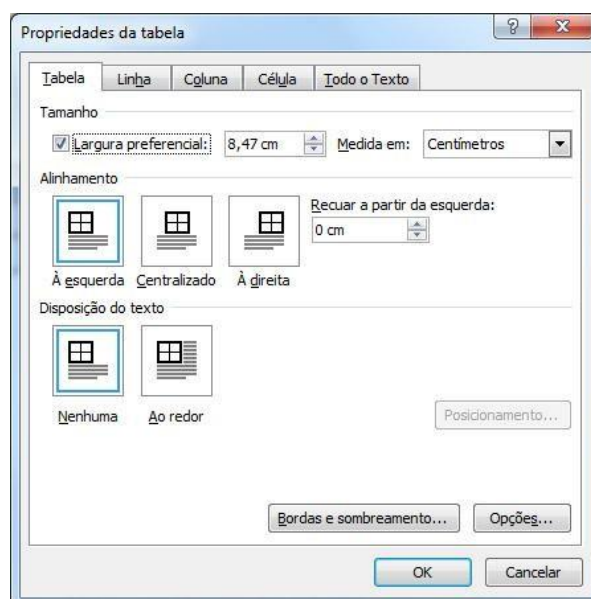 Propriedades da tabela
Tabela Linha Coluna Célula Todo o Texto
Tamanho
Largura preferencial: 8,47 cm Medida em: Centímetros
Alinhamento
Recuar a partir da esquerda:
0 cm
À esquerda Centralizado À direita
Disposição do texto
Nenhuma Ao redor
Posicionamento...
Bordas e sombreamento... Opções...
OK Cancelar